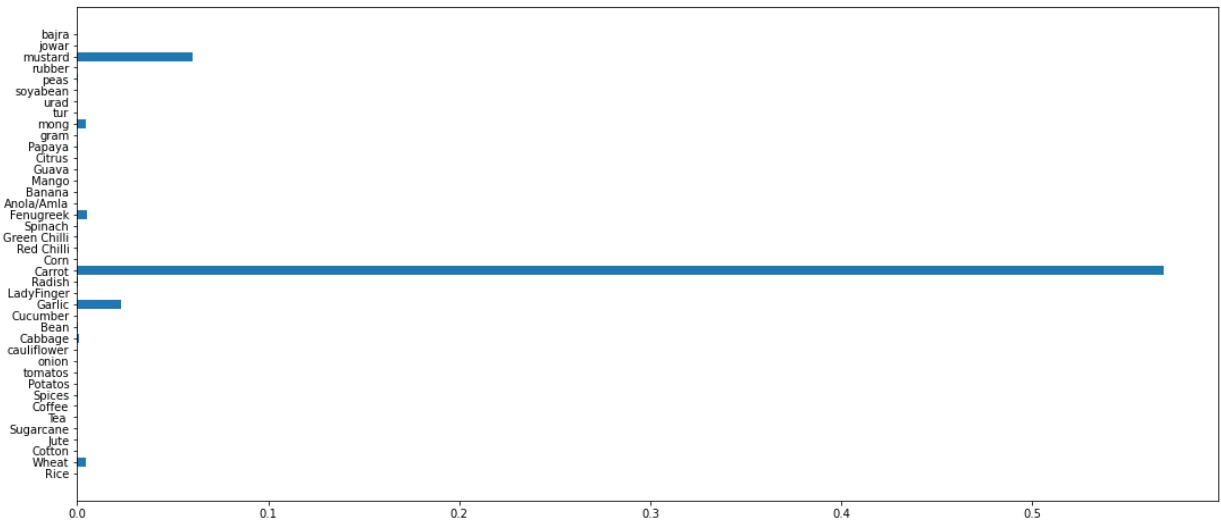 bajra
jowar
mustard
rubber
peas
soyabean
urad
tur
mong
gram
Papaya
Citrus
Guava
Mango
Banana
Anola/Amla
Fenugreek
Spinach
Green Chilli
Red Chilli
Corn
Carrot
Radish
LadyFinger
Garlic
Cucumber
Bean
Cabbage
cauliflower
onion
tomatos
Potatos
Spices
Coffee
Tea
Sugarcane
Jute
Cotton
Wheat
Rice
0.0 0.1 0.2 0.3 0.4 0.5